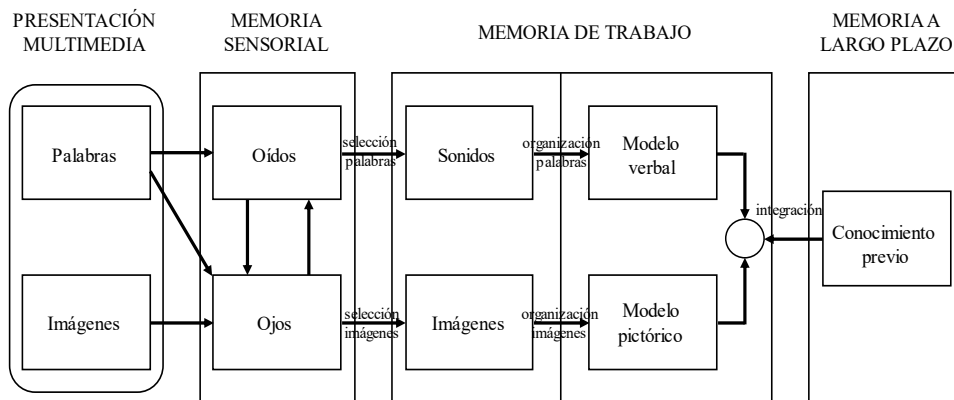 PRESENTACIÓN
MULTIMEDIA
MEMORIA
SENSORIAL
MEMORIA DE TRABAJO
MEMORIA A
LARGO PLAZO
Palabras
Oídos
selección
palabras
Sonidos
organización
palabras
Modelo
verbal
integración
Conocimiento
previo
Imágenes
Ojos
selección
imágenes
Imágenes
organización
imágenes
Modelo
pictórico